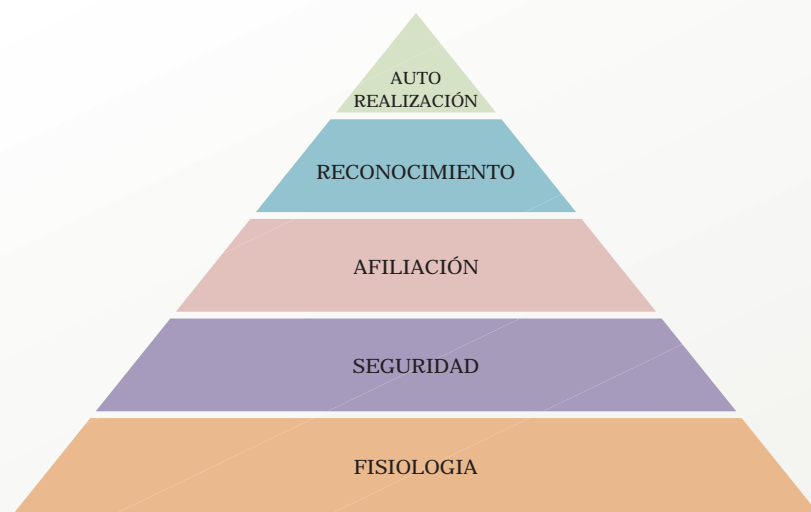 AUTO
REALIZACIÓN
RECONOCIMIENTO
AFILIACIÓN
SEGURIDAD
FISIOLOGIA